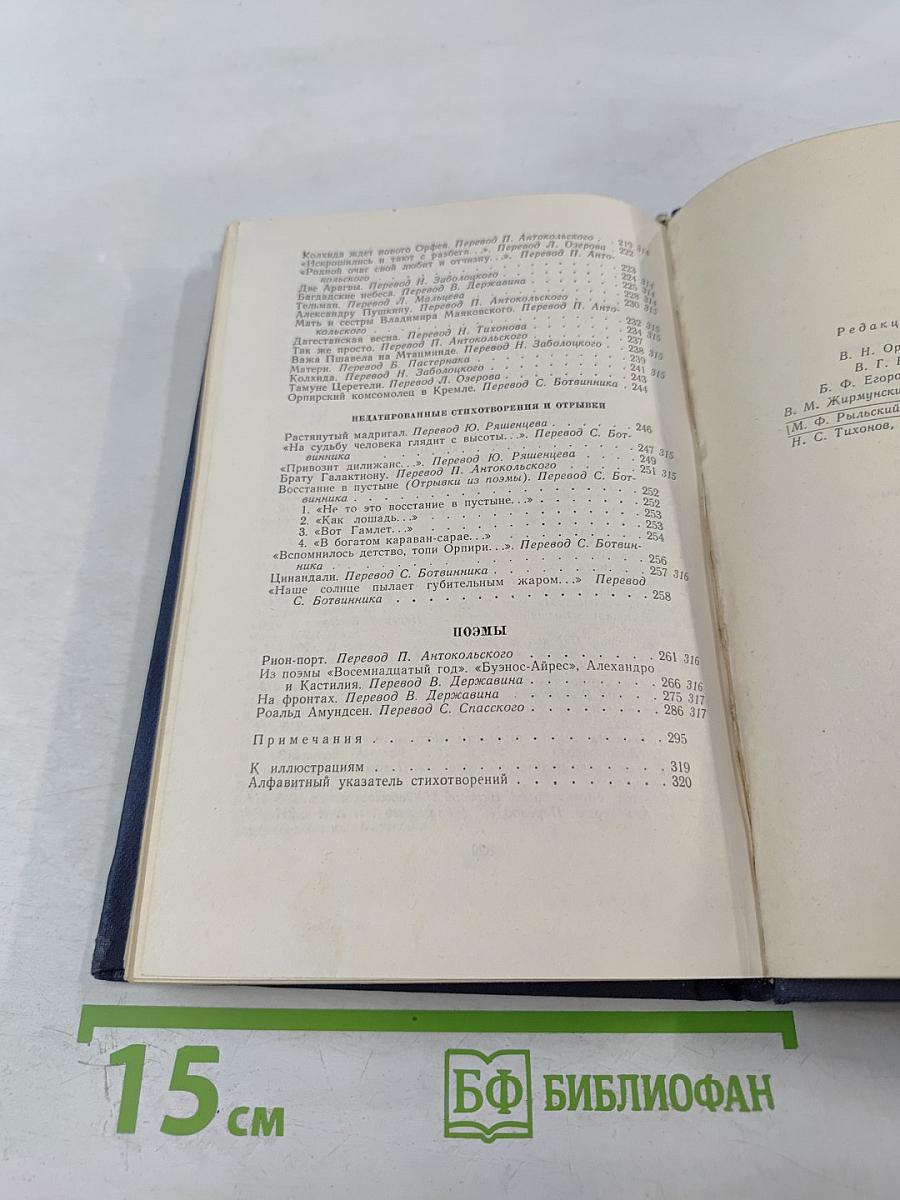 Колхида ждет нового Орфея. Перевод П. Антокольского . . 219 314
«Искрошились и тают с разбега. . .». Перевод Л. Озерова . 222
«Родной очаг свой любит и отчизну. . .». Перевод П. Анто-
кольского . . . . . . . . . . . . . . . 223
Две Арагвы. Перевод Н. Заболоцкого . . . . . . . 224 314
Багдадские небеса. Перевод В. Державина . . . . . . 225 314
Тельман. Перевод Л. Мальцева . . . . . . . . . 228 314
Александру Пушкину. Перевод П. Антокольского . . . . 230 315
Мать и сестры Владимира Маяковского. Перевод П. Анто-
кольского . . . . . . . . . . . . . . . 232 315
Дагестанская весна. Перевод Н. Тихонова . . . . . . 234 315
Так же просто. Перевод П. Антокольского . . . . . . 237
Важа Пшавела на Мтацминде. Перевод Н. Заболоцкого . . 238 315
Матери. Перевод Б. Пастернака . . . . . . . . . 239
Колхида. Перевод Н. Заболоцкого . . . . . . . . 241 315
Тамуне Церетели. Перевод Л. Озерова . . . . . . . 243
Орпирский комсомолец в Кремле. Перевод С. Ботвинника . 244
НЕДАТИРОВАННЫЕ СТИХОТВОРЕНИЯ И ОТРЫВКИ
Растянутый мадригал. Перевод Ю. Ряшенцева . . . . . 246
«На судьбу человека глядит с высоты. . .». Перевод С. Бот-
винника . . . . . . . . . . . . . . . 247 315
«Привозит дилижанс. . .». Перевод Ю. Ряшенцева . . . . 249
Брату Галактиону. Перевод П. Антокольского . . . . . 251 315
Восстание в пустыне (Отрывки из поэмы). Перевод С. Бот-
винника . . . . . . . . . . . . . . . 252
1. «Не то это восстание в пустыне. . .» . . . . . . 252
2. «Как лошадь. . .» . . . . . . . . . . . . 253
3. «Вот Гамлет. . .» . . . . . . . . . . . . 253
4. «В богатом караван-сарае. . .» . . . . . . . . 254
«Вспомнилось детство, топи Орпири. . .». Перевод С. Ботвин-
ника . . . . . . . . . . . . . . . . 256
Цинандали. Перевод С. Ботвинника . . . . . . . . 257 316
«Наше солнце пылает губительным жаром. . .» Перевод
С. Ботвинника . . . . . . . . . . . . . 258
ПОЭМЫ
Рион-порт. Перевод П. Антокольского . . . . . . . 261 316
Из поэмы «Восемнадцатый год». «Буэнос-Айрес», Алехандро
и Кастилия. Перевод В. Державина . . . . . . . 266 316
На фронтах. Перевод В. Державина . . . . . . . . 275 317
Роальд Амундсен. Перевод С. Спасского . . . . . . . 286 317
Примечания . . . . . . . . . . . . . . . 295
К иллюстрациям . . . . . . . . . . . . . . 319
Алфавитный указатель стихотворений . . . . . . . . 320
Редакц
В. Н. Ор
В. Г.
Б. Ф. Егоро
В. М. Жирмунски
М. Ф. Рыльский
Н. С. Тихонов,
15 см
БФ БИБЛИОФАН